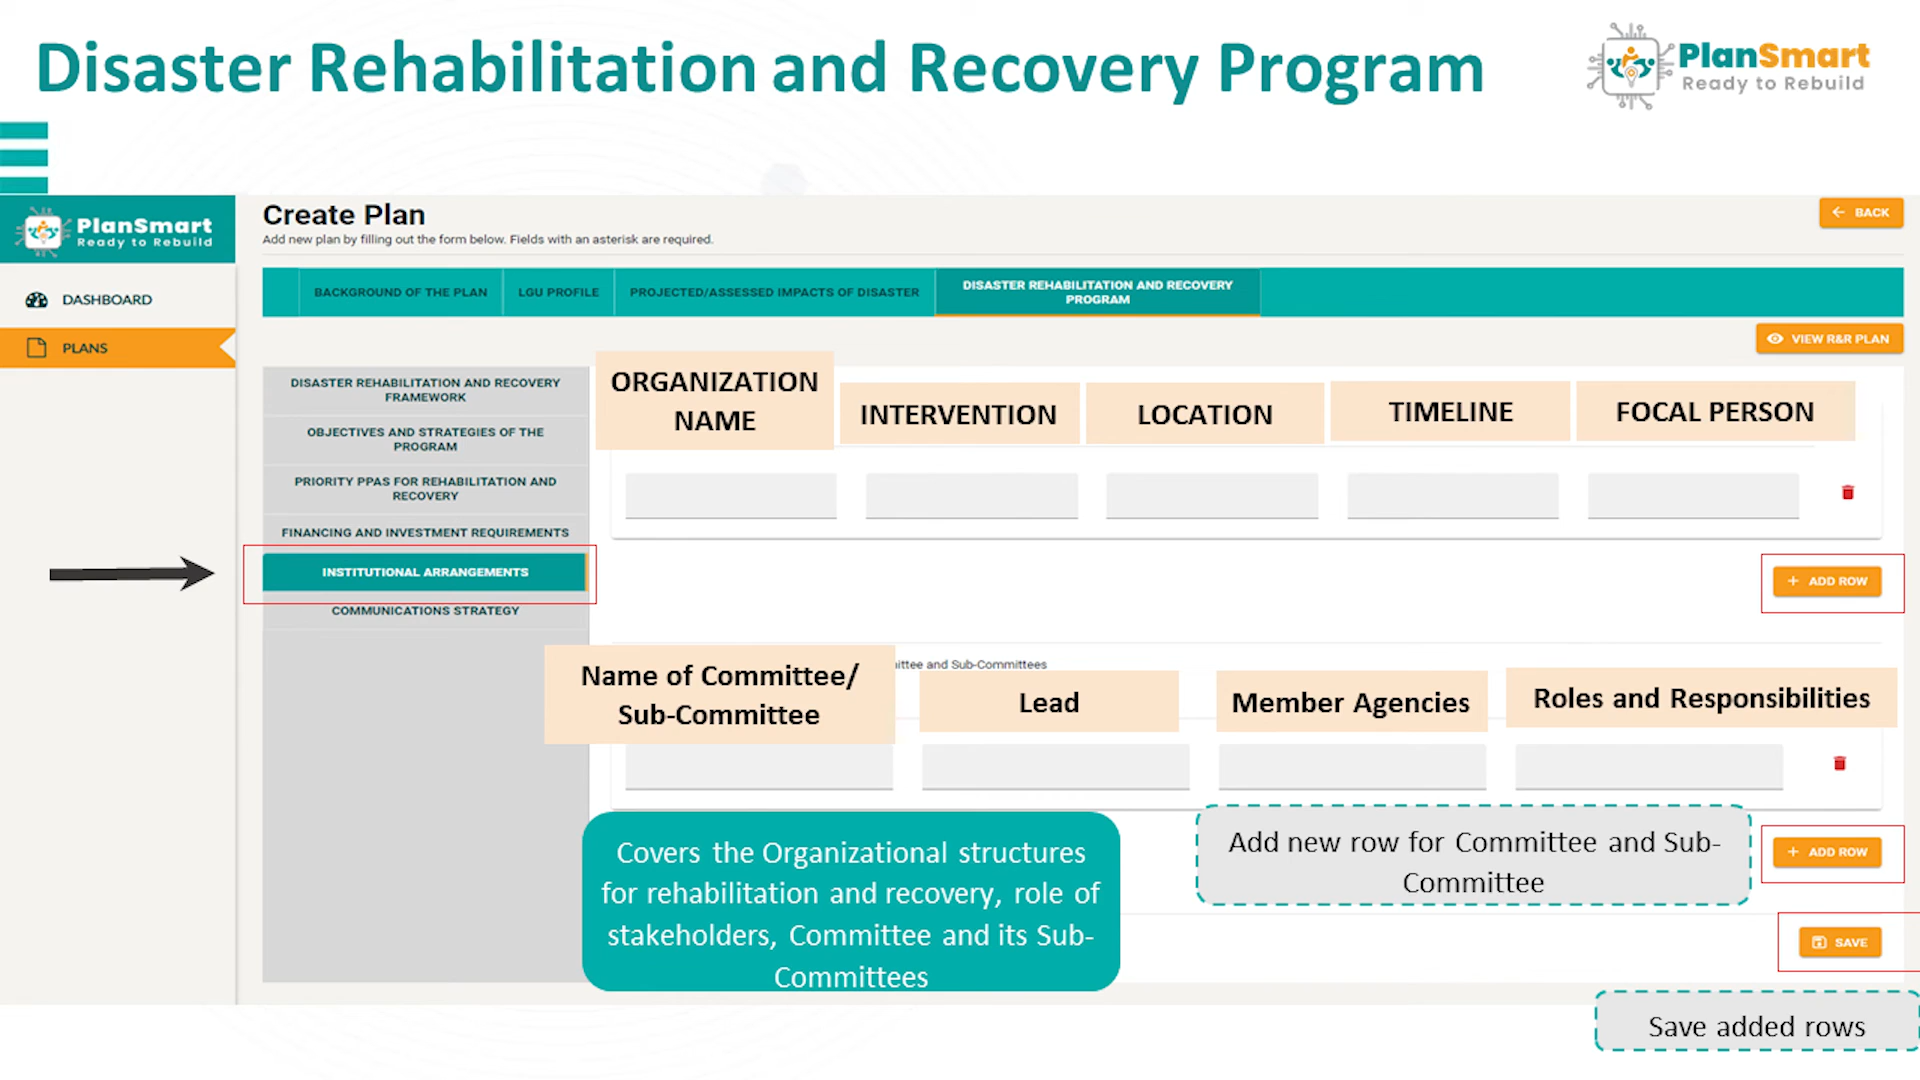 Disaster Rehabilitation and Recovery Program
PlanSmart
Ready to Rebuild
PlanSmart
Ready to Rebuild
DASHBOARD
PLANS
Create Plan
Add new plan by filling out the form below. Fields with an asterisk are required.
BACK
BACKGROUND OF THE PLAN
LGU PROFILE
PROJECTED/ASSESSED IMPACTS OF DISASTER
DISASTER REHABILITATION AND RECOVERY
PROGRAM
VIEW R&R PLAN
DISASTER REHABILITATION AND RECOVERY
FRAMEWORK
OBJECTIVES AND STRATEGIES OF THE
PROGRAM
PRIORITY PPAS FOR REHABILITATION AND
RECOVERY
FINANCING AND INVESTMENT REQUIREMENTS
INSTITUTIONAL ARRANGEMENTS
COMMUNICATIONS STRATEGY
ORGANIZATION
NAME
INTERVENTION
LOCATION
TIMELINE
FOCAL PERSON
+ ADD ROW
and Sub-Committees
Name of Committee/
Sub-Committee
Lead
Member Agencies
Roles and Responsibilities
Covers the Organizational structures
for rehabilitation and recovery, role of
stakeholders, Committee and its Sub-
Committees
Add new row for Committee and Sub-
Committee
+ ADD ROW
SAVE
Save added rows